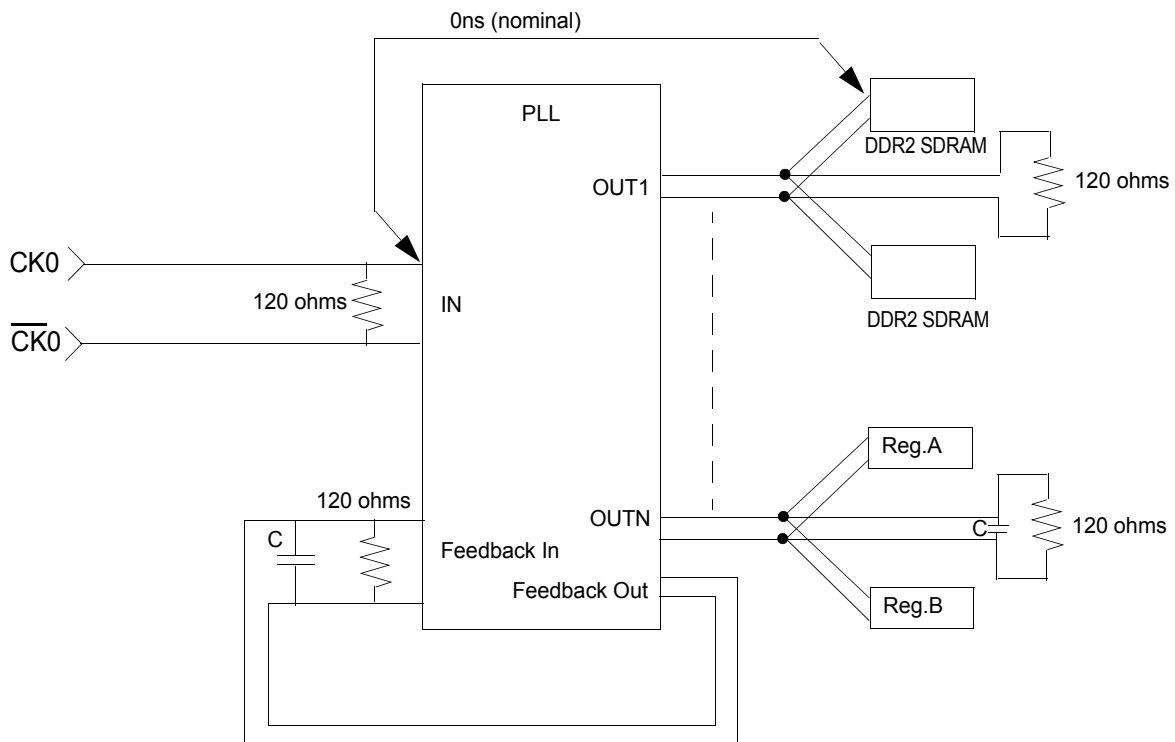 0ns (nominal)
PLL
DDR2 SDRAM
OUT1
120 ohms
CK0
120 ohms
IN
C̅K̅0
DDR2 SDRAM
Reg.A
120 ohms
OUTN
C
120 ohms
C
Feedback In
Feedback Out
Reg.B